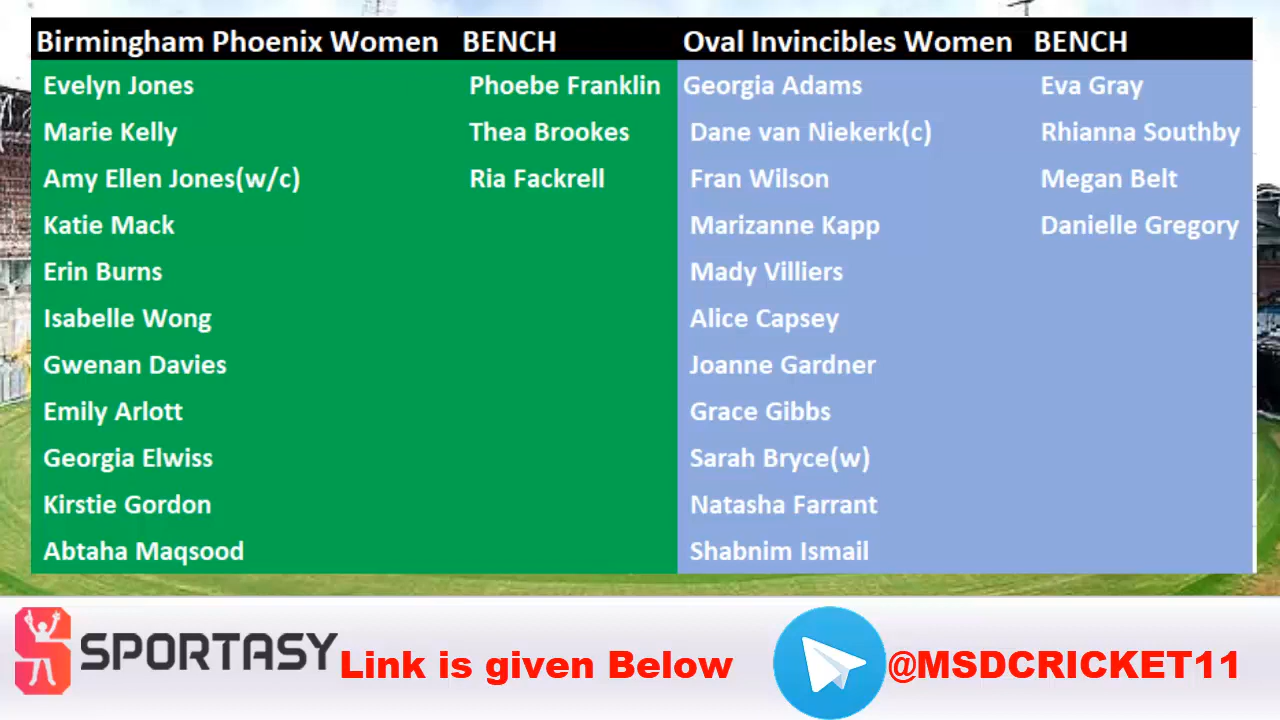 Birmingham Phoenix Women BENCH Oval Invincibles Women BENCH
Evelyn Jones Phoebe Franklin Georgia Adams Eva Gray
Marie Kelly Thea Brookes Dane van Niekerk(c) Rhianna Southby
Amy Ellen Jones(w/c) Ria Fackrell Fran Wilson Megan Belt
Katie Mack Marizanne Kapp Danielle Gregory
Erin Burns Mady Villiers
Isabelle Wong Alice Capsey
Gwenan Davies Joanne Gardner
Emily Arlott Grace Gibbs
Georgia Elwiss Sarah Bryce(w)
Kirstie Gordon Natasha Farrant
Abtaha Maqsood Shabnim Ismail
SPORTASY Link is given Below @MSDCRICKET11